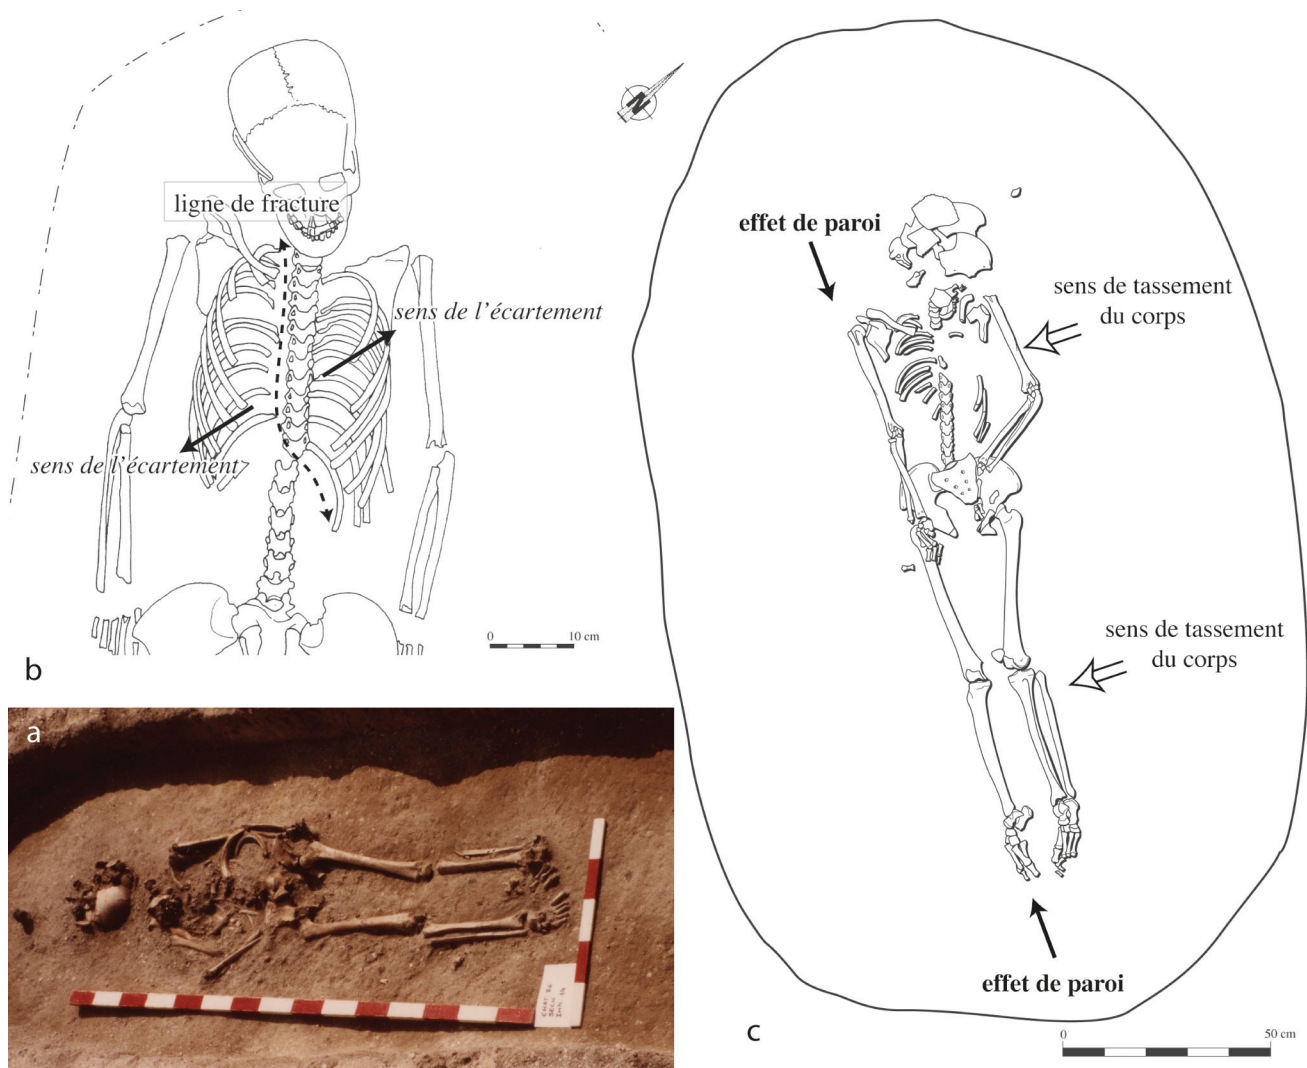 ligne de fracture
sens de l'écartement
sens de l'écartement
0 10 cm
b
a
N
effet de paroi
sens de tassement
du corps
sens de tassement
du corps
effet de paroi
c
0 50 cm